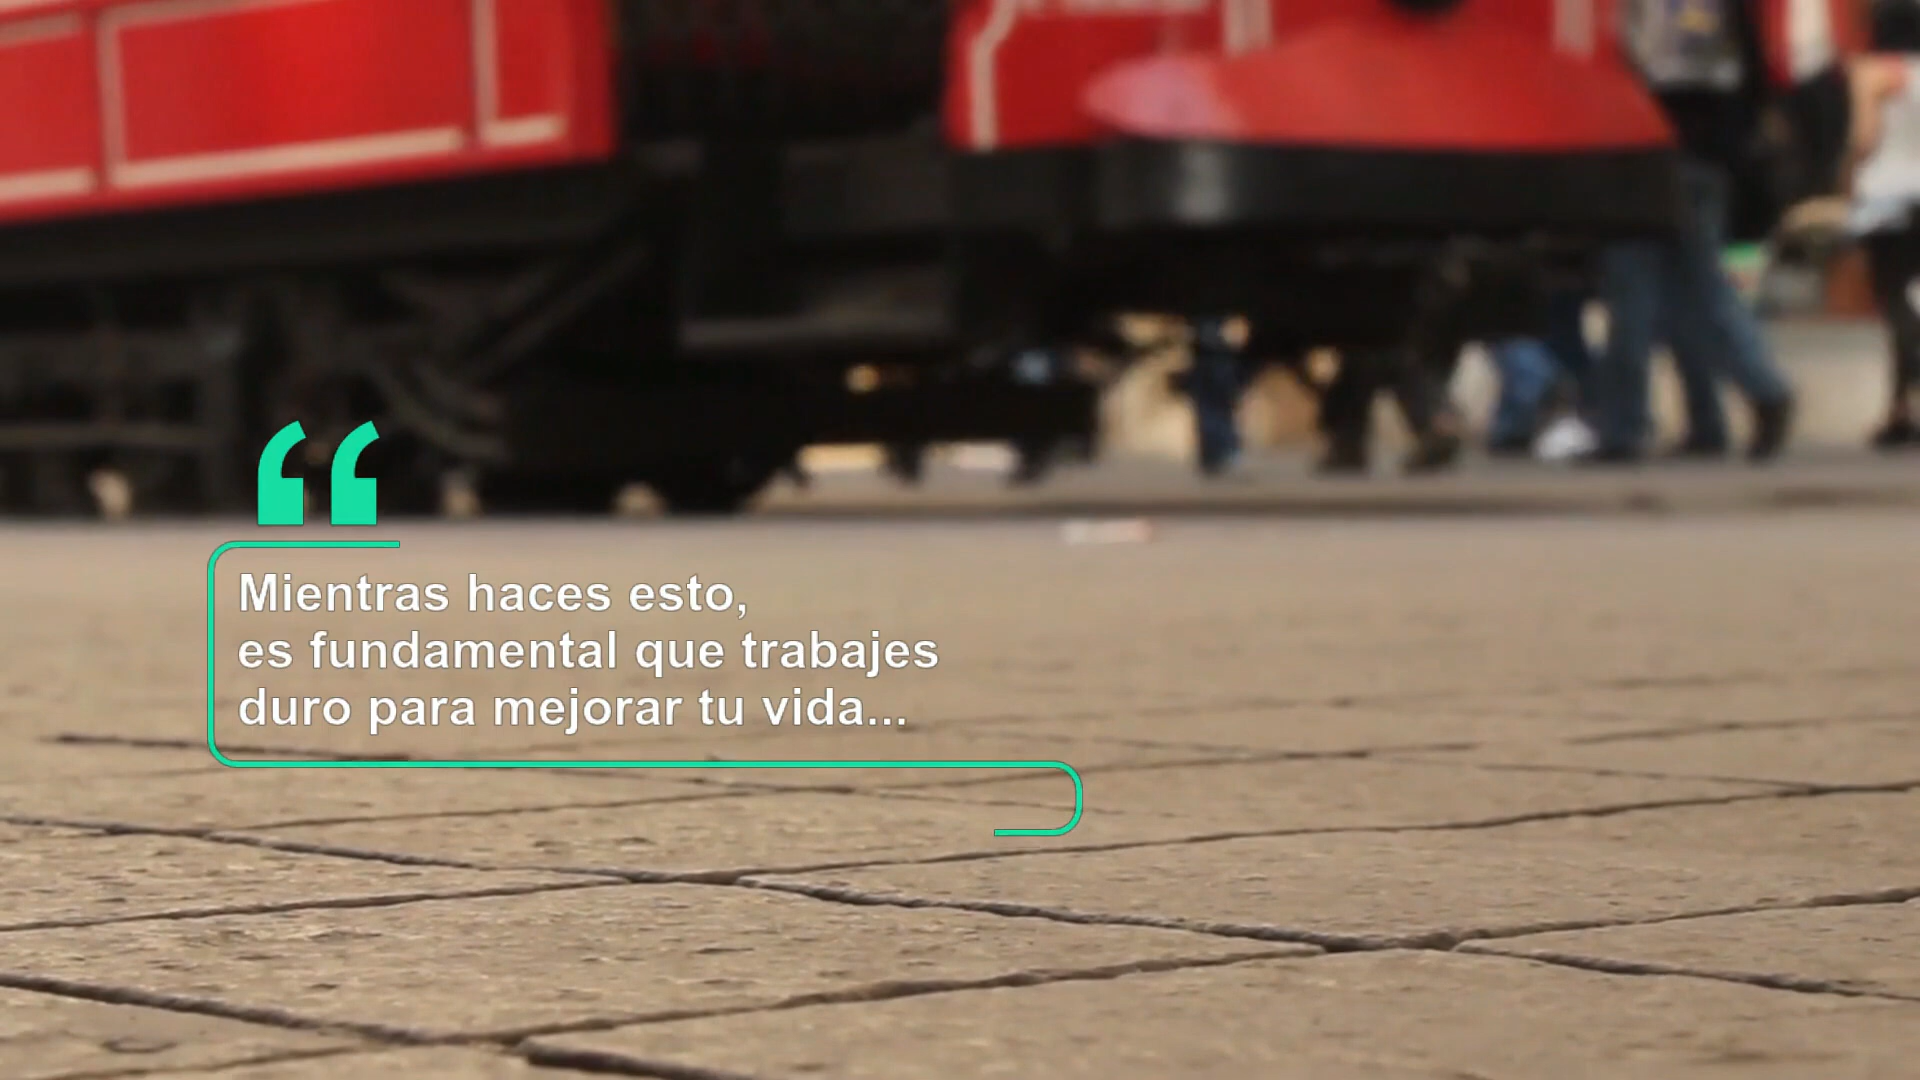 Mientras haces esto,
es fundamental que trabajes
duro para mejorar tu vida...